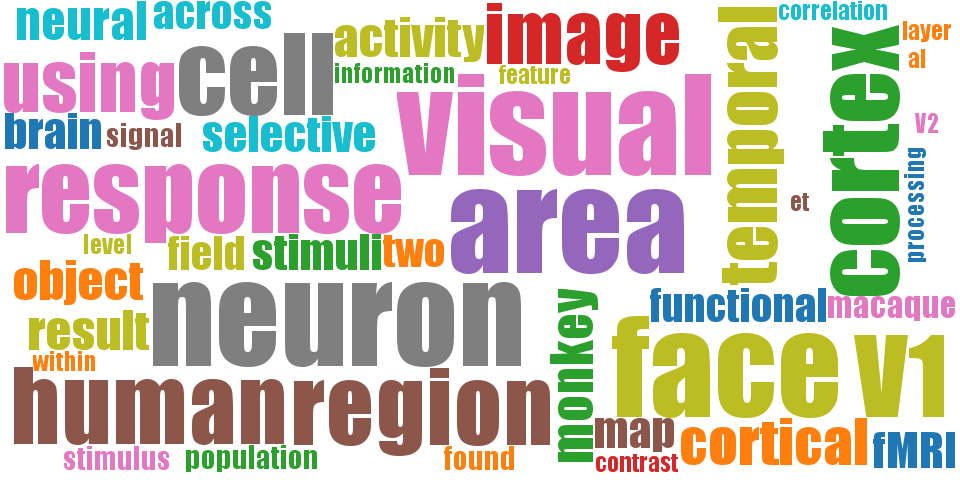 neural
across
activity
image
temporal
correlation
layer
al
cortex
using
cell
information
feature
visual
V2
brain
signal
selective
processing
response
area
et
level
field
stimuli
two
object
neuron
functional
macaque
result
within
monkey
face
v1
human
region
map
cortical
fMRI
contrast
stimulus
population
found